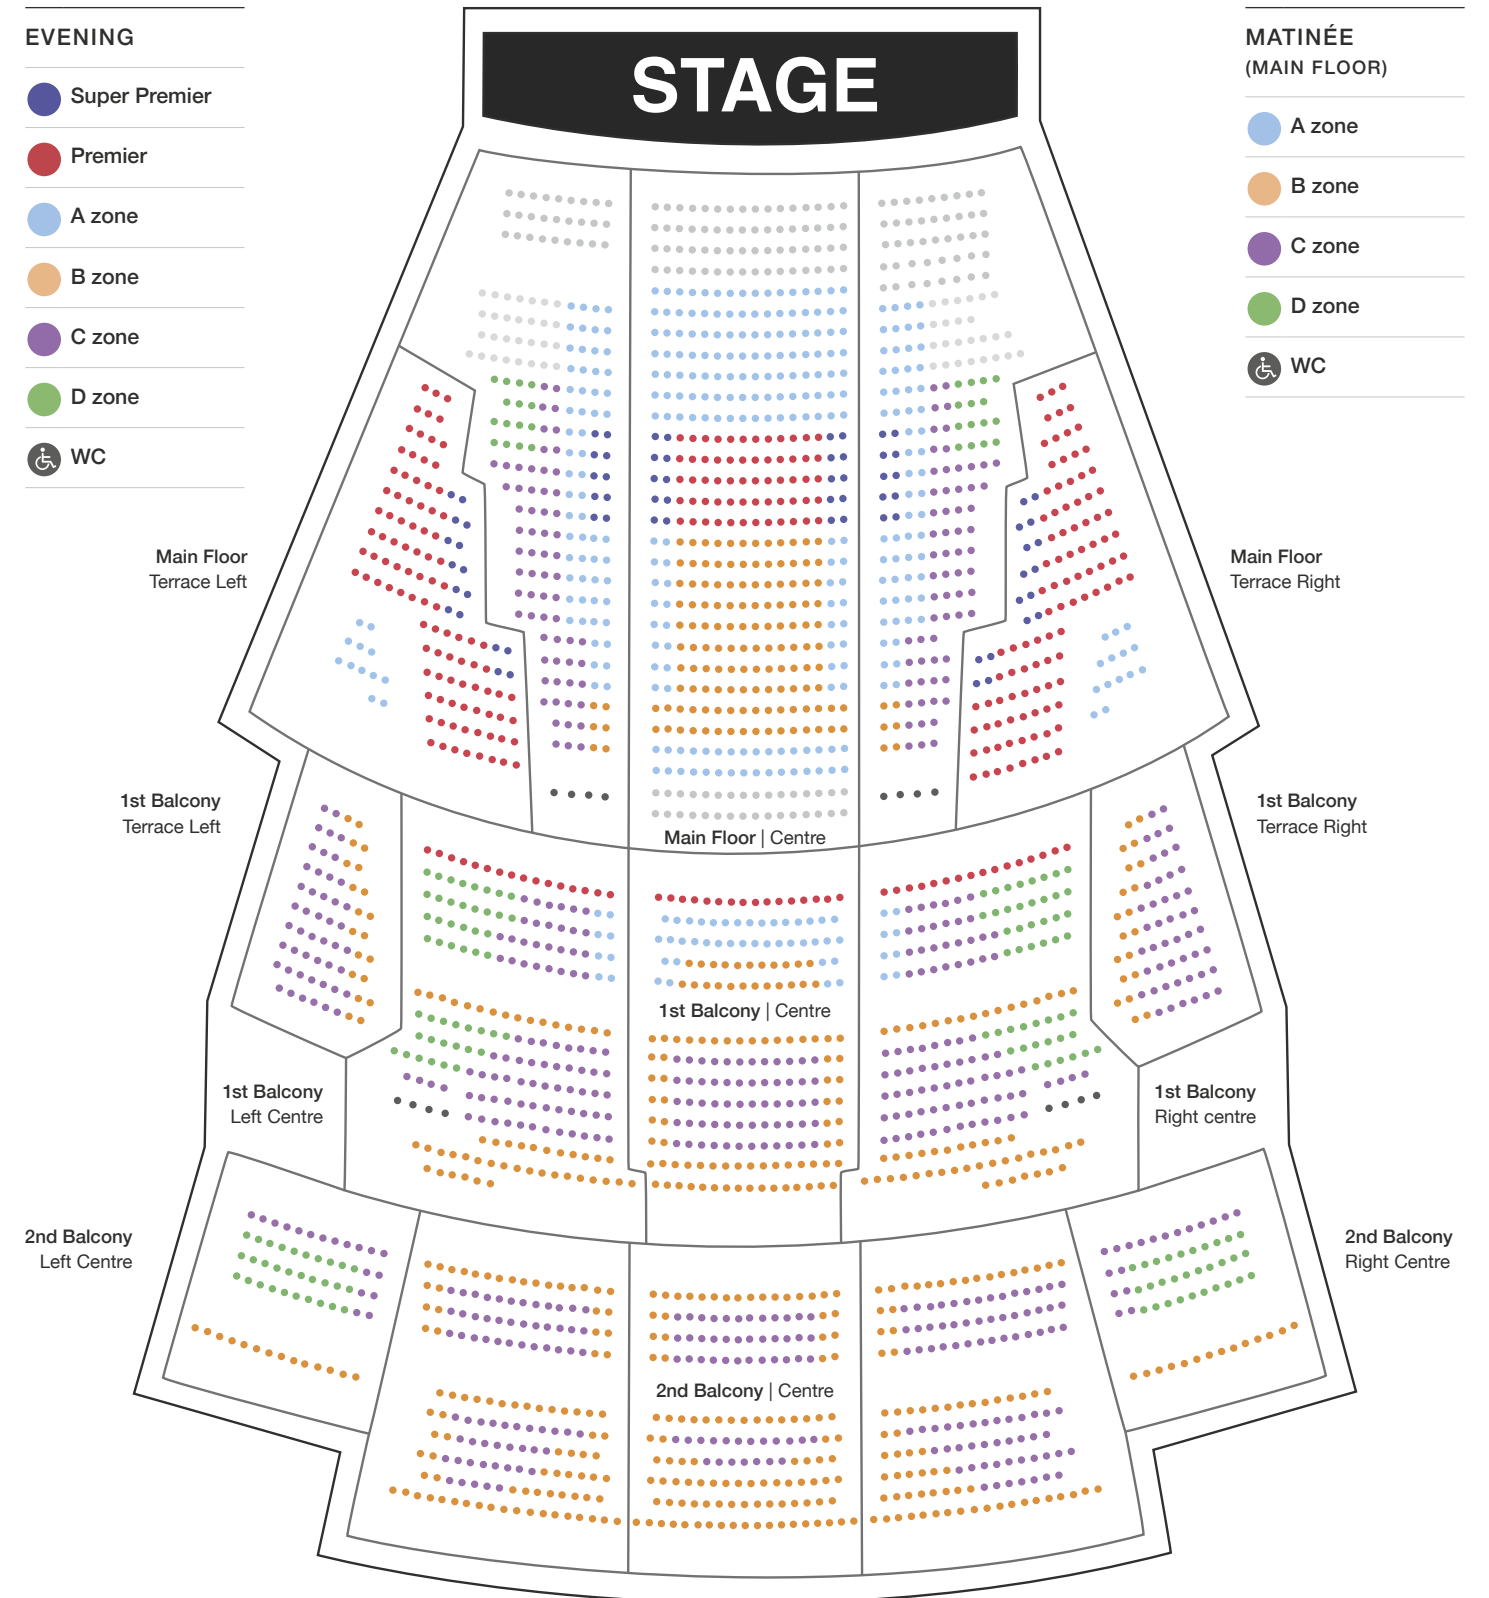 STAGE
EVENING
Super Premier
Premier
A zone
B zone
C zone
D zone
WC
MATINÉE
(MAIN FLOOR)
A zone
B zone
C zone
D zone
WC
Main Floor
Terrace Left
Main Floor
Terrace Right
1st Balcony
Terrace Left
1st Balcony
Terrace Right
Main Floor | Centre
1st Balcony | Centre
1st Balcony
Left Centre
1st Balcony
Right centre
2nd Balcony
Left Centre
2nd Balcony
Right Centre
2nd Balcony | Centre